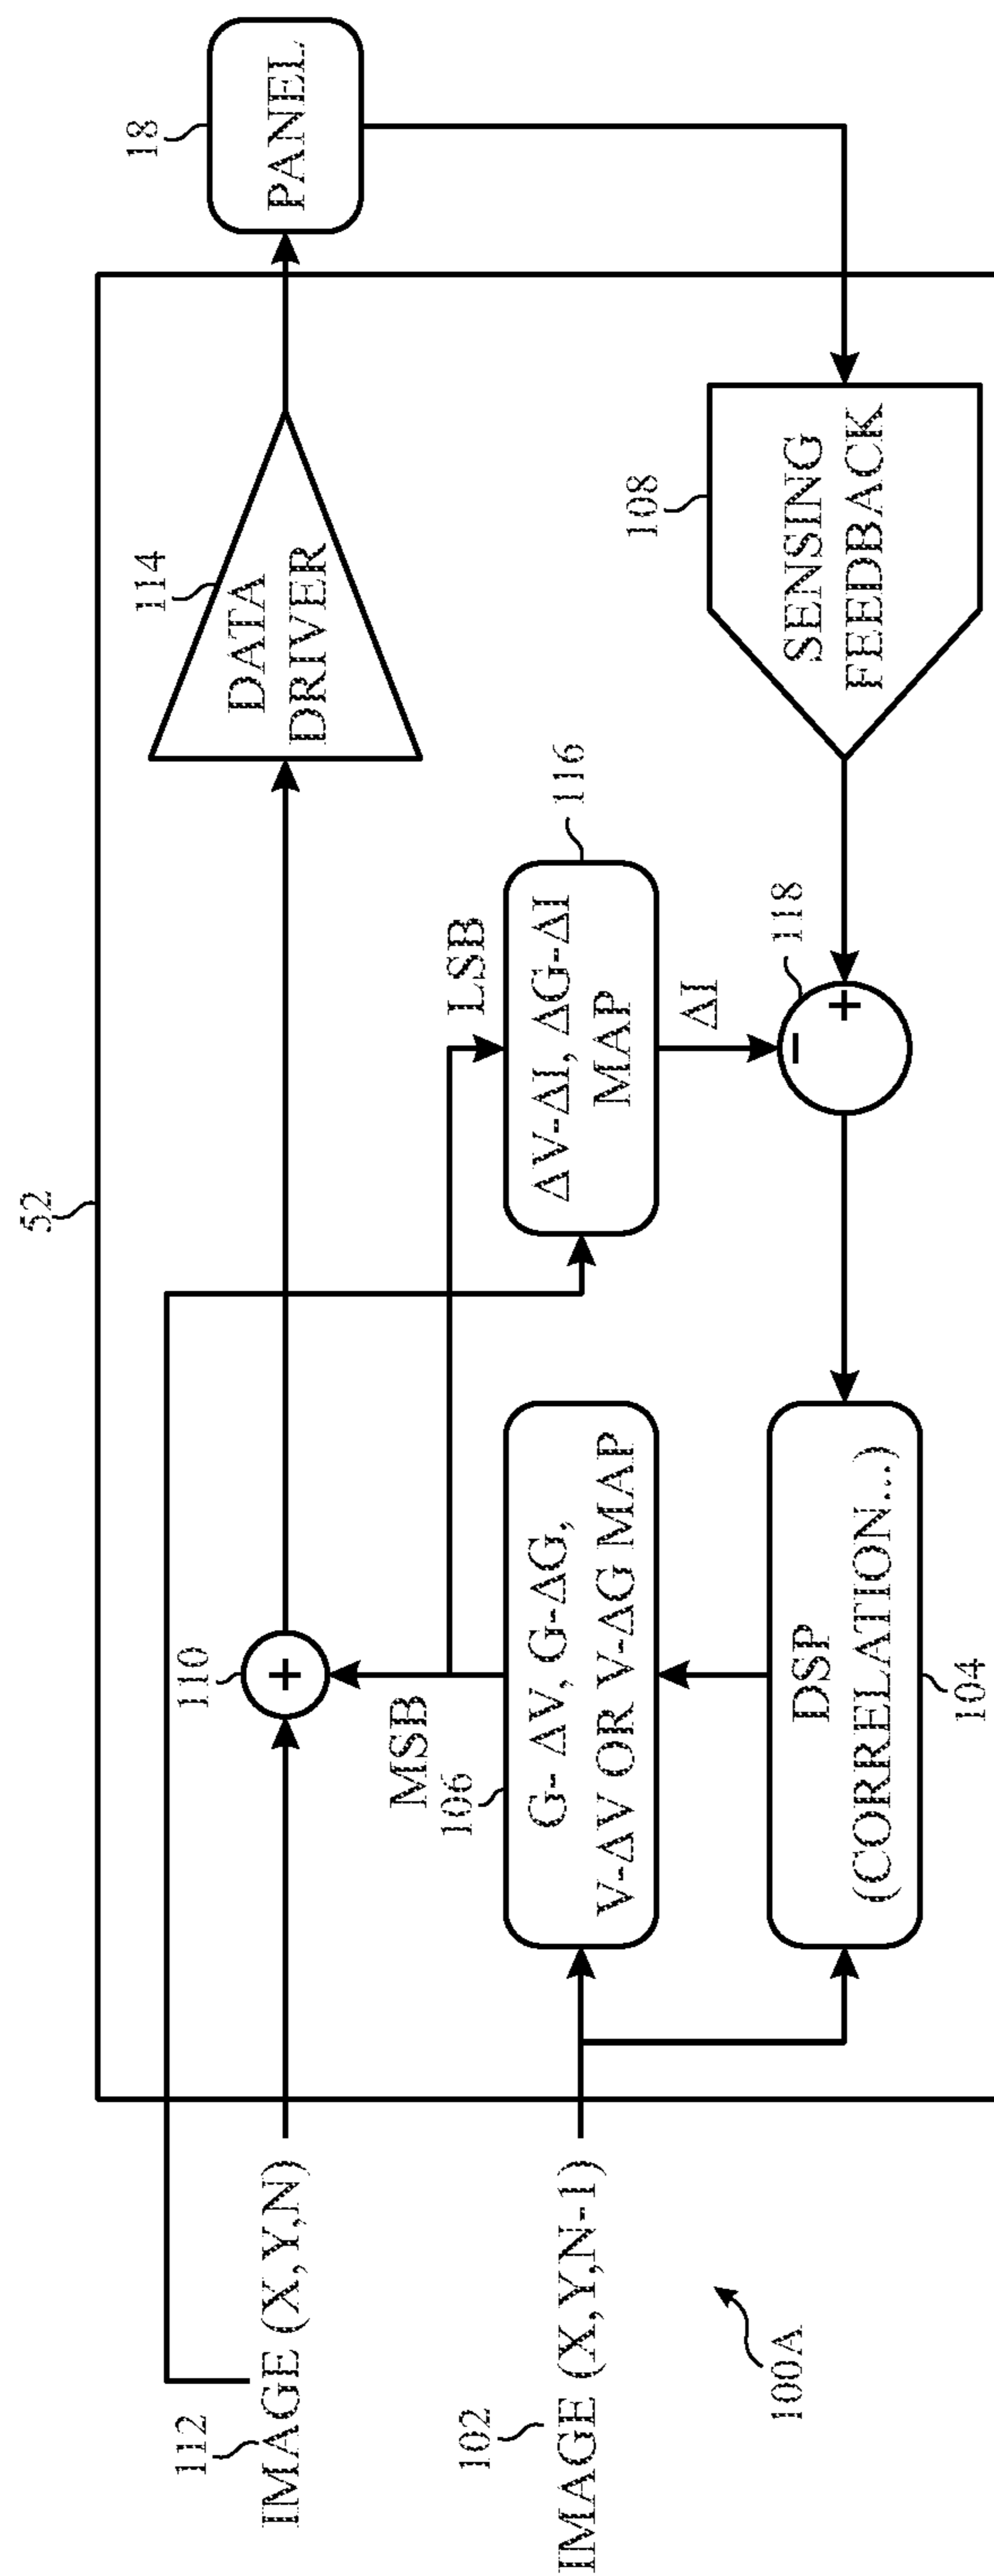 52
112
IMAGE (X,Y,N)
110
+
114
DATA
DRIVER
18
PANEL
MSB
LSB
102
IMAGE (X,Y,N-1)
106
G- ΔV, G-ΔG,
V-ΔV OR V-ΔG MAP
ΔV-ΔI, ΔG-ΔI
MAP
116
ΔI
108
SENSING
FEEDBACK
118
−
+
DSP
(CORRELATION...)
104
100A